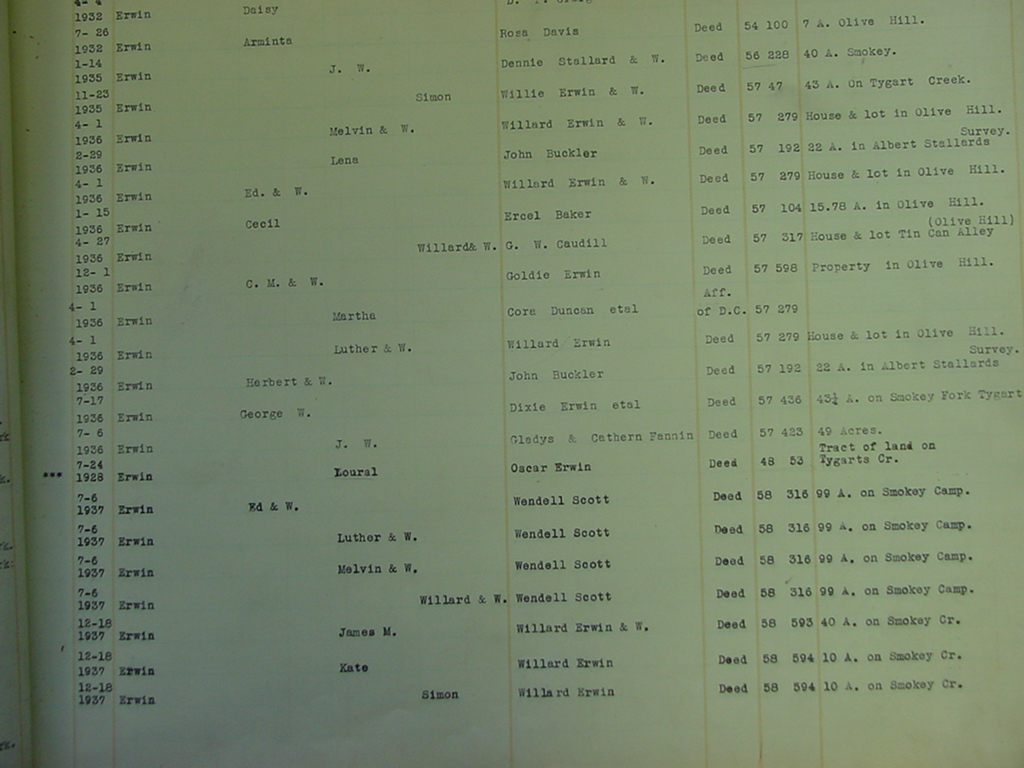 4- 4
1932 Erwin Daisy
7- 26 Rosa Davis Deed 54 100 7 A. Olive Hill.
1932 Erwin Arminta
1-14 Dennie Stallard & W. Deed 56 228 40 A. Smokey.
1935 Erwin J. W.
11-23 Willie Erwin & W. Deed 57 47 43 A. On Tygart Creek.
1935 Erwin Simon
4- 1 Willard Erwin & W. Deed 57 279 House & lot in Olive Hill.
1936 Erwin Melvin & W.
Survey.
2-29 John Buckler Deed 57 192 22 A. in Albert Stallards
1936 Erwin Lena
4- 1 Willard Erwin & W. Deed 57 279 House & lot in Olive Hill.
1936 Erwin Ed. & W.
1- 15 Ercel Baker Deed 57 104 15.78 A. in Olive Hill.
1936 Erwin Cecil
(Olive Hill)
4- 27 Willard& W. G. W. Caudill Deed 57 317 House & lot Tin Can Alley
1936 Erwin
12- 1 Goldie Erwin Deed 57 598 Property in Olive Hill.
1936 Erwin C. M. & W.
Aff.
4- 1 Cora Duncan etal of D.C. 57 279
1936 Erwin Martha
4- 1 Willard Erwin Deed 57 279 House & lot in Olive Hill.
1936 Erwin Luther & W.
Survey.
2- 29 John Buckler Deed 57 192 22 A. in Albert Stallards
1936 Erwin Herbert & W.
7-17 Dixie Erwin etal Deed 57 436 43¼ A. on Smokey Fork Tygart
1936 Erwin George W.
7- 6 Gladys & Cathern Fannin Deed 57 423 49 Acres.
1936 Erwin J. W.
Tract of land on
7-24 Oscar Erwin Deed 48 53 Tygarts Cr.
*** 1928 Erwin Loural
7-6 Wendell Scott Deed 58 316 99 A. on Smokey Camp.
1937 Erwin Ed & W.
7-6 Wendell Scott Deed 58 316 99 A. on Smokey Camp.
1937 Erwin Luther & W.
7-6 Wendell Scott Deed 58 316 99 A. on Smokey Camp.
1937 Erwin Melvin & W.
7-6 Willard & W. Wendell Scott Deed 58 316 99 A. on Smokey Camp.
1937 Erwin
12-18 Willard Erwin & W. Deed 58 593 40 A. on Smokey Cr.
1937 Erwin James M.
12-18 Willard Erwin Deed 58 594 10 A. on Smokey Cr.
1937 Erwin Kate
12-18 Willard Erwin Deed 58 594 10 A. on Smokey Cr.
1937 Erwin Simon